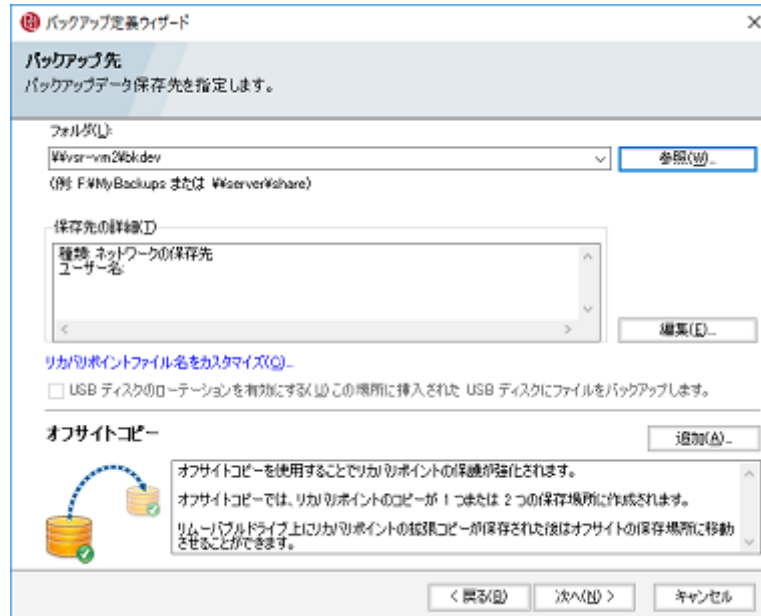 バックアップ定義ウィザード
バックアップ先
バックアップデータ保存先を指定します。
フォルダ(L):
¥¥vsr-vm2¥bkdev
参照(W)...
(例: F:¥MyBackups または ¥¥server¥share)
保存先の詳細(T)
種類: ネットワークの保存先
ユーザー名:
編集(E)...
リカバリポイントファイル名をカスタマイズ(O)...
USB ディスクのローテーションを有効にする(U) この場所に挿入された USB ディスクにファイルをバックアップします。
オフサイトコピー
追加(A)...
オフサイトコピーを使用することでリカバリポイントの保護が強化されます。
オフサイトコピーでは、リカバリポイントのコピーが 1 つまたは 2 つの保存場所に作成されます。
リムーバブルドライブ上にリカバリポイントの拡張コピーが保存された後はオフサイトの保存場所に移動
させることができます。
< 戻る(B)
次へ(N) >
キャンセル